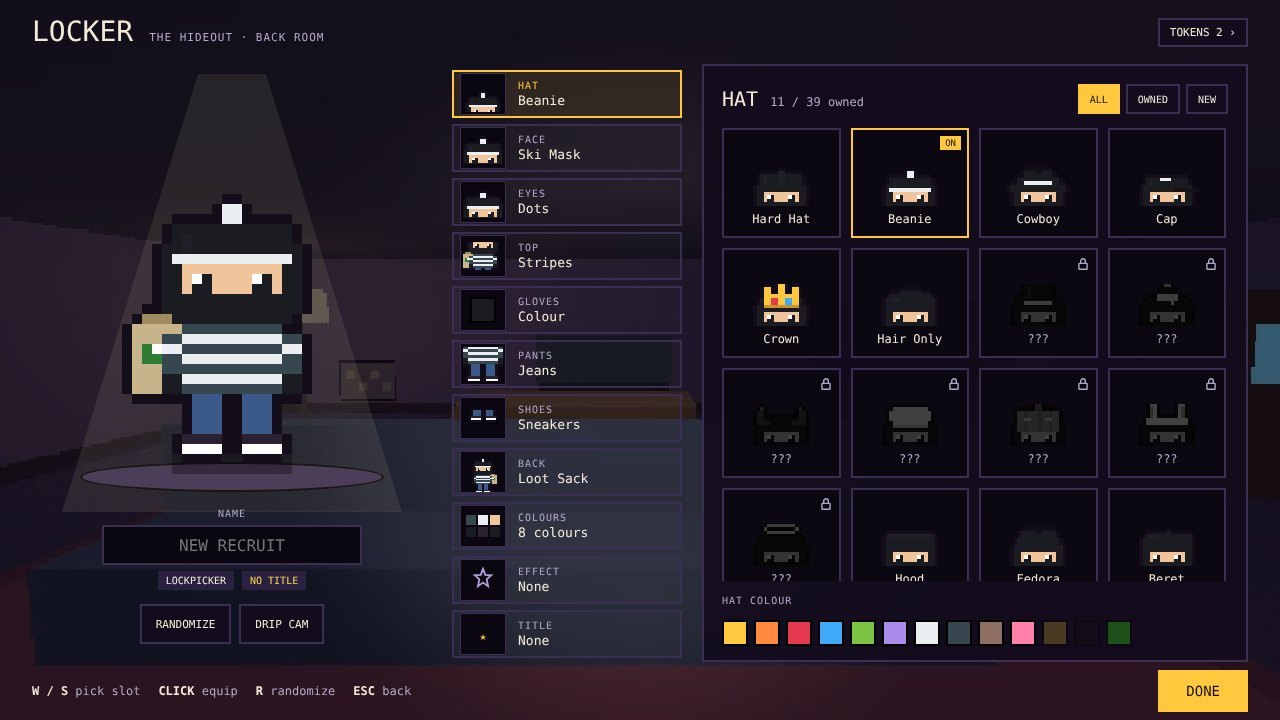 LOCKER
THE HIDEOUT · BACK ROOM
TOKENS 2 ›
NAME
NEW RECRUIT
LOCKPICKER
NO TITLE
RANDOMIZE
DRIP CAM
HAT
Beanie
FACE
Ski Mask
EYES
Dots
TOP
Stripes
GLOVES
Colour
PANTS
Jeans
SHOES
Sneakers
BACK
Loot Sack
COLOURS
8 colours
EFFECT
None
TITLE
None
HAT 11 / 39 owned
ALL
OWNED
NEW
ON
Hard Hat
Beanie
Cowboy
Cap
Crown
Hair Only
???
???
???
???
???
???
???
Hood
Fedora
Beret
HAT COLOUR
W / S pick slot CLICK equip R randomize ESC back
DONE